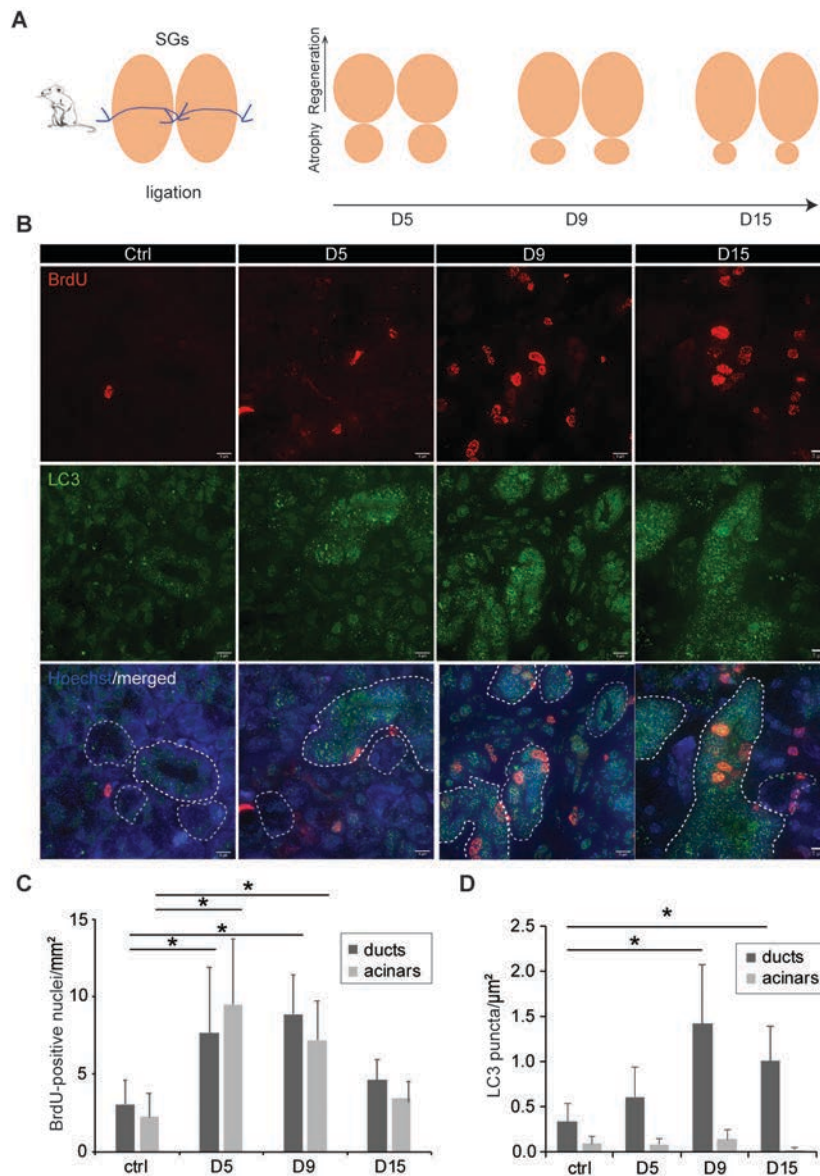 A
SGs
ligation
Atrophy Regeneration
D5 D9 D15
B
Ctrl D5 D9 D15
BrdU
LC3
Hoechst/merged
C
BrdU-positive nuclei/mm²
15
10
5
0
* * * *
ducts
acinars
ctrl D5 D9 D15
D
LC3 puncta/µm²
2.5
2.0
1.5
1.0
0.5
0.0
* *
ducts
acinars
ctrl D5 D9 D15